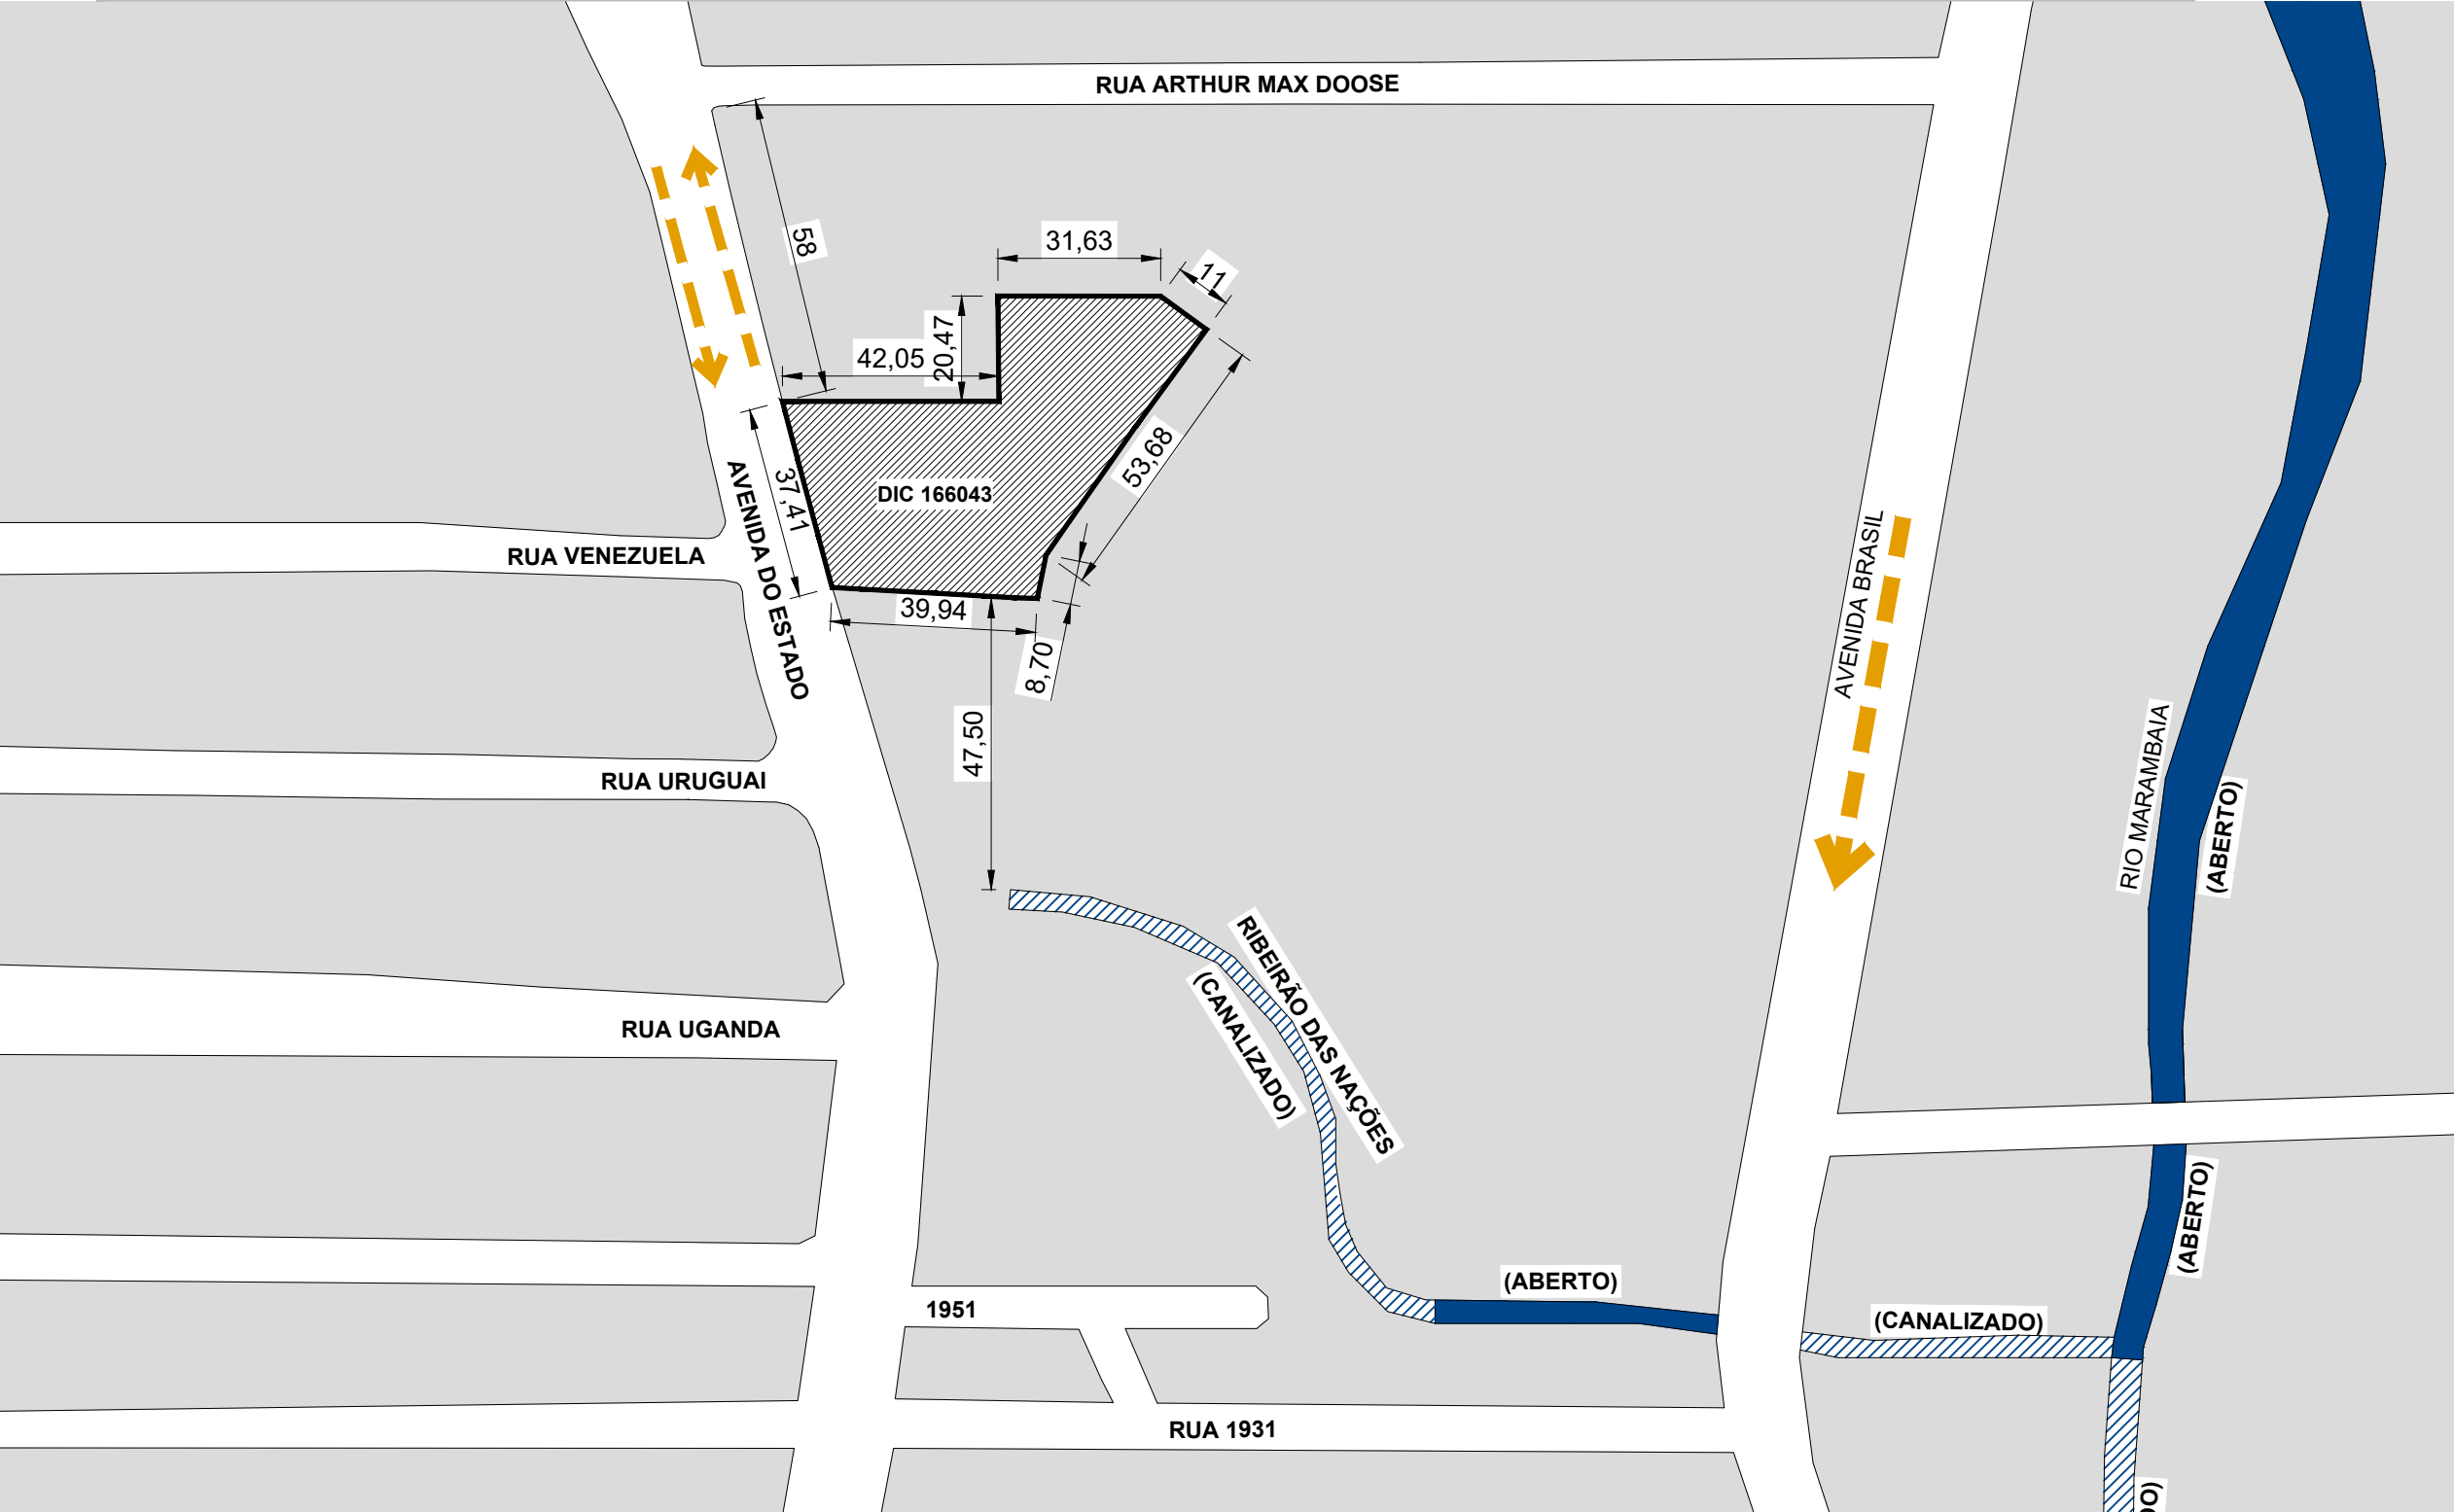 RUA ARTHUR MAX DOOSE
58
31,63
11
20,47
42,05
53,68
37,41
DIC 166043
AVENIDA DO ESTADO
RUA VENEZUELA
39,94
8,70
47,50
AVENIDA BRASIL
RIO MARAMBAIA
(ABERTO)
RUA URUGUAI
RIBEIRÃO DAS NAÇÕES
(CANALIZADO)
RUA UGANDA
(ABERTO)
(ABERTO)
1951
(CANALIZADO)
RUA 1931
DO)